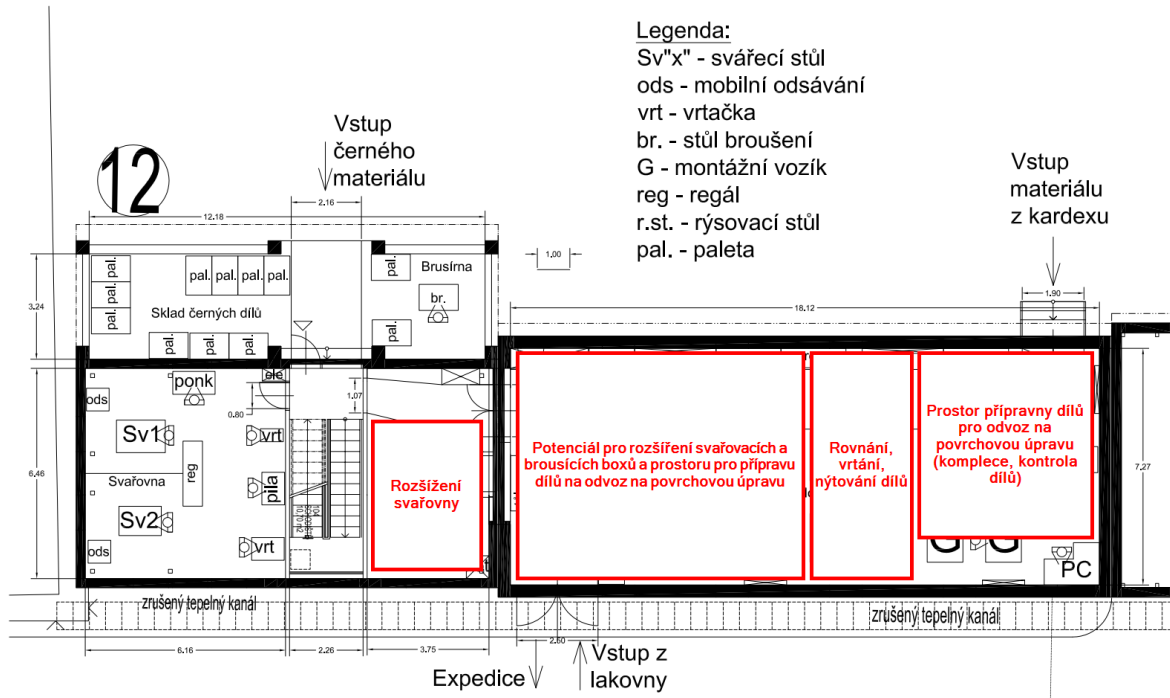 Legenda:
Sv"x" - svářecí stůl
ods - mobilní odsávání
vrt - vrtačka
br. - stůl broušení
G - montážní vozík
reg - regál
r.st. - rýsovací stůl
pal. - paleta
Vstup
černého
materiálu
Vstup
materiálu
z kardexu
12
2.16
12.18
1.00
1.90
18.12
3.24
pal.
pal.
pal.
pal.
pal.
pal.
pal.
pal.
pal.
pal.
Sklad černých dílů
pal.
pal.
Brusírna
br.
6.46
ods
ponk
ele
0.80
1.07
Sv1
vrt
reg
Svařovna
pila
Sv2
vrt
ods
Rozšížení
svařovny
Potenciál pro rozšíření svařovacích a
brousících boxů a prostoru pro přípravu
dílů na odvoz na povrchovou úpravu
Rovnání,
vrtání,
nýtování dílů
Prostor přípravny dílů
pro odvoz na
povrchovou úpravu
(komplece, kontrola
dílů)
7.27
G
G
PC
zrušený tepelný kanál
zrušený tepelný kanál
6.16
2.26
3.75
2.60
Expedice
Vstup z
lakovny